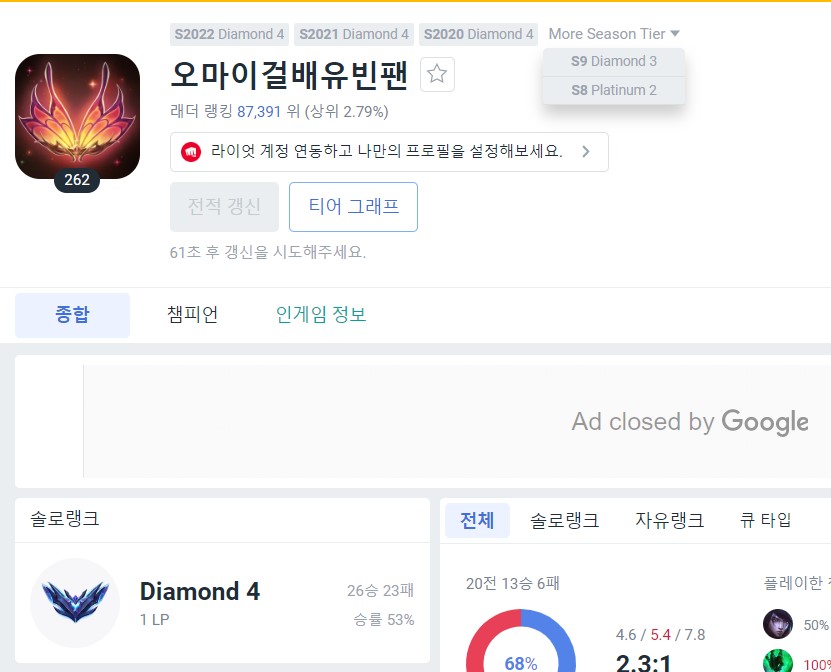 S2022 Diamond 4 S2021 Diamond 4 S2020 Diamond 4 More Season Tier
S9 Diamond 3
S8 Platinum 2
오마이걸배유빈팬
262
래더 랭킹 87,391 위 (상위 2.79%)
라이엇 계정 연동하고 나만의 프로필을 설정해보세요.
전적 갱신 티어 그래프
61초 후 갱신을 시도해주세요.
종합 챔피언 인게임 정보
Ad closed by Google
솔로랭크
Diamond 4 26승 23패
1 LP 승률 53%
전체 솔로랭크 자유랭크 큐 타입
20전 13승 6패 플레이한
68%
4.6 / 5.4 / 7.8
2.3:1
50%
100%